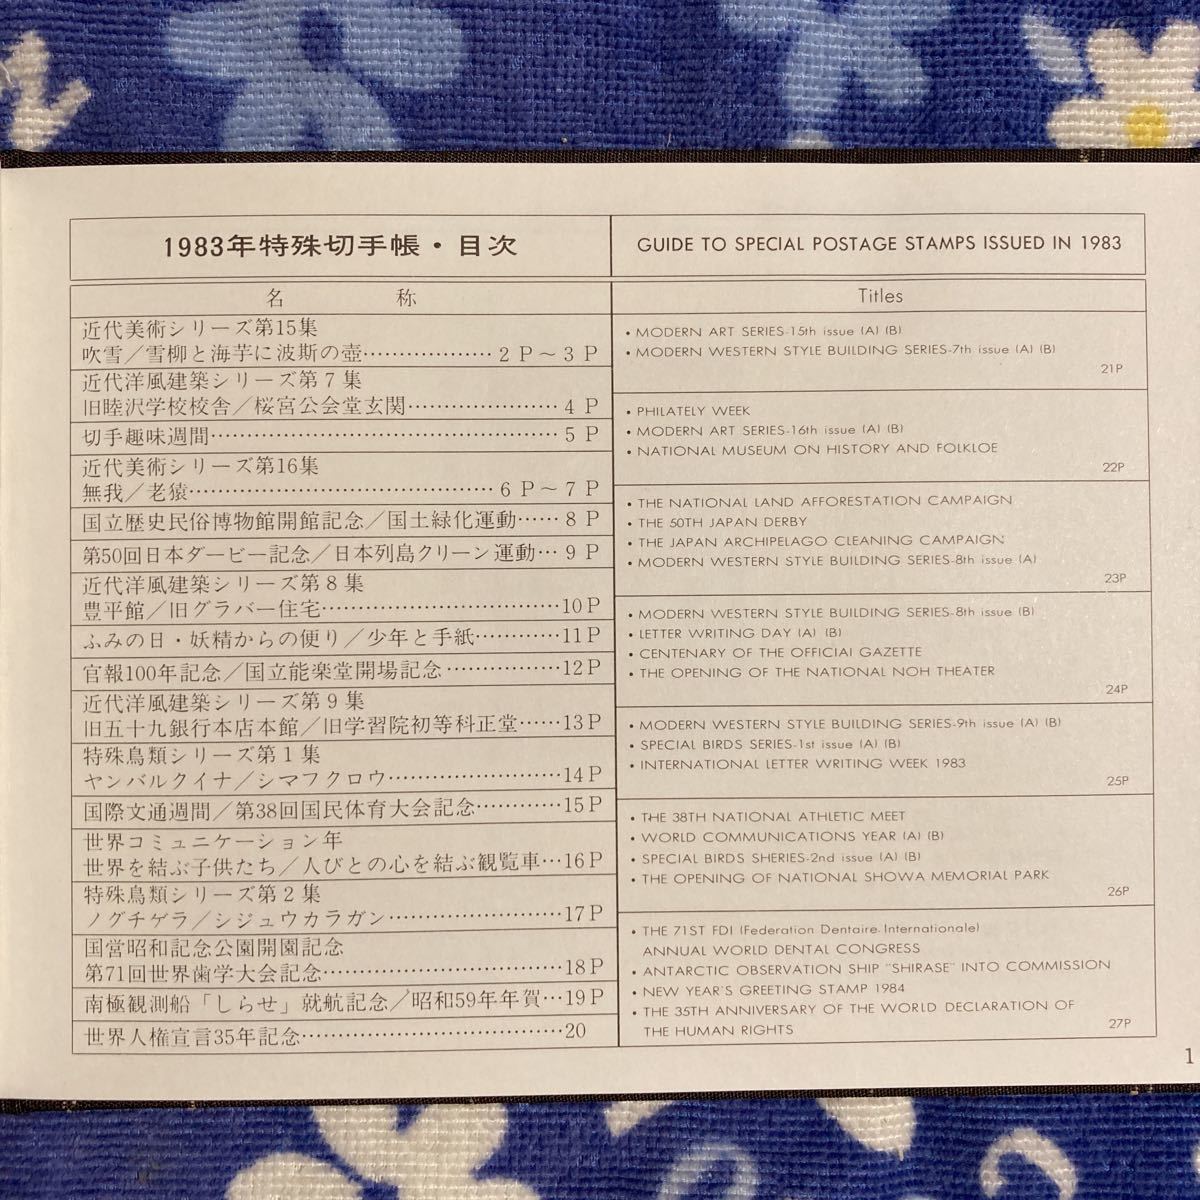 1983年特殊切手帳・目次
名 称
近代美術シリーズ第15集
吹雪／雪柳と海芋に波斯の壺………………2 P～3 P
近代洋風建築シリーズ第7集
旧睦沢学校校舎／桜宮公会堂玄関…………………4 P
切手趣味週間…………………………………………5 P
近代美術シリーズ第16集
無我／老猿……………………………………6 P～7 P
国立歴史民俗博物館開館記念／国土緑化運動……8 P
第50回日本ダービー記念／日本列島クリーン運動…9 P
近代洋風建築シリーズ第8集
豊平館／旧グラバー住宅……………………………10P
ふみの日・妖精からの便り／少年と手紙…………11P
官報100年記念／国立能楽堂開場記念……………12P
近代洋風建築シリーズ第9集
旧五十九銀行本店本館／旧学習院初等科正堂……13P
特殊鳥類シリーズ第1集
ヤンバルクイナ／シマフクロウ……………………14P
国際文通週間／第38回国民体育大会記念…………15P
世界コミュニケーション年
世界を結ぶ子供たち／人びとの心を結ぶ観覧車…16P
特殊鳥類シリーズ第2集
ノグチゲラ／シジュウカラガン……………………17P
国営昭和記念公園開園記念
第71回世界歯学大会記念……………………………18P
南極観測船「しらせ」就航記念／昭和59年年賀…19P
世界人権宣言35年記念………………………………20
GUIDE TO SPECIAL POSTAGE STAMPS ISSUED IN 1983
Titles
• MODERN ART SERIES-15th issue (A) (B)
• MODERN WESTERN STYLE BUILDING SERIES-7th issue (A) (B)
21P
• PHILATELY WEEK
• MODERN ART SERIES-16th issue (A) (B)
• NATIONAL MUSEUM ON HISTORY AND FOLKLOE
22P
• THE NATIONAL LAND AFFORESTATION CAMPAIGN
• THE 50TH JAPAN DERBY
• THE JAPAN ARCHIPELAGO CLEANING CAMPAIGN
• MODERN WESTERN STYLE BUILDING SERIES-8th issue (A)
23P
• MODERN WESTERN STYLE BUILDING SERIES-8th issue (B)
• LETTER WRITING DAY (A) (B)
• CENTENARY OF THE OFFICIAL GAZETTE
• THE OPENING OF THE NATIONAL NOH THEATER
24P
• MODERN WESTERN STYLE BUILDING SERIES-9th issue (A) (B)
• SPECIAL BIRDS SERIES-1st issue (A) (B)
• INTERNATIONAL LETTER WRITING WEEK 1983
25P
• THE 38TH NATIONAL ATHLETIC MEET
• WORLD COMMUNICATIONS YEAR (A) (B)
• SPECIAL BIRDS SHERIES-2nd issue (A) (B)
• THE OPENING OF NATIONAL SHOWA MEMORIAL PARK
26P
• THE 71ST FDI (Federation Dentaire Internationale)
ANNUAL WORLD DENTAL CONGRESS
• ANTARCTIC OBSERVATION SHIP "SHIRASE" INTO COMMISSION
• NEW YEAR'S GREETING STAMP 1984
• THE 35TH ANNIVERSARY OF THE WORLD DECLARATION OF
THE HUMAN RIGHTS
27P
1